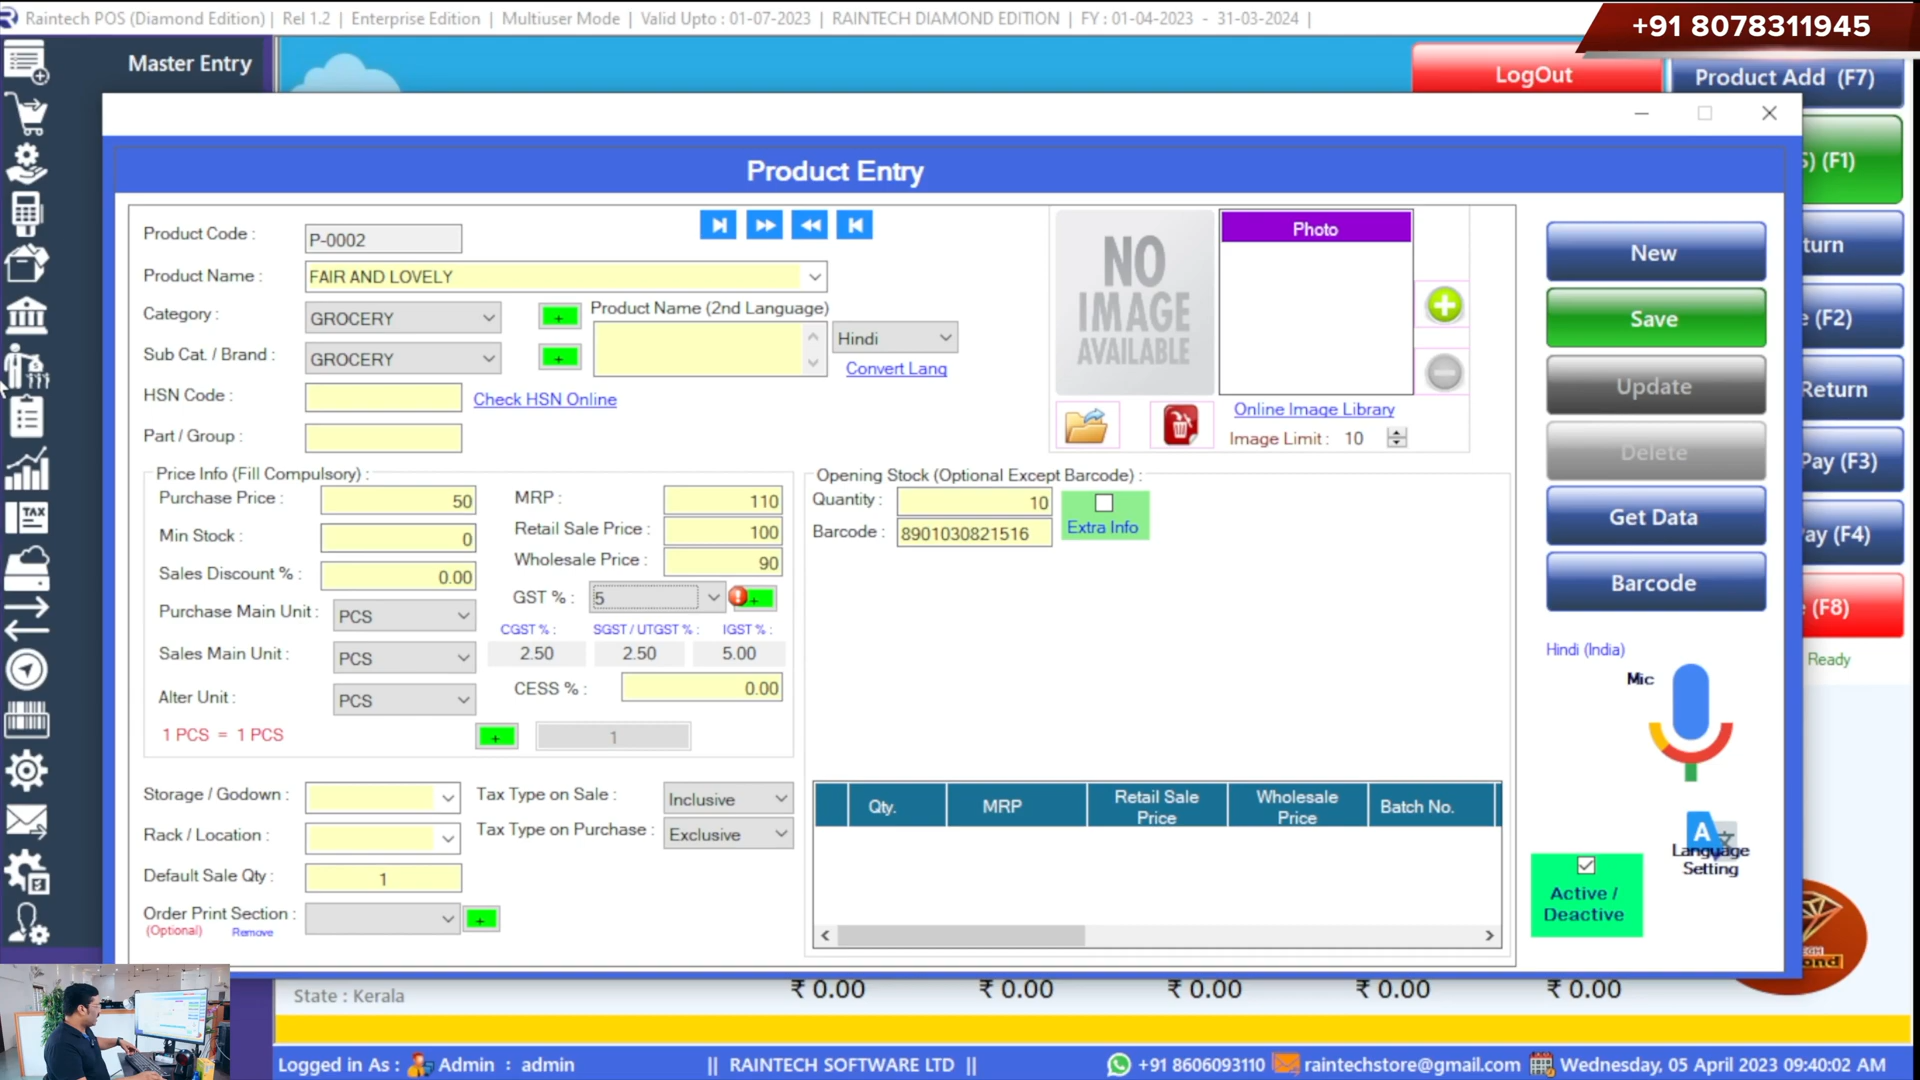 Raintech POS (Diamond Edition) | Rel 1.2 | Enterprise Edition | Multiuser Mode | Valid Upto : 01-07-2023 | RAINTECH DIAMOND EDITION | FY : 01-04-2023 - 31-03-2024 |
+91 8078311945
Master Entry
LogOut
Product Add (F7)
Product Entry
(F1)
Product Code :
P-0002
Product Name :
FAIR AND LOVELY
Category :
GROCERY
+
Product Name (2nd Language)
Hindi
Sub Cat. / Brand :
GROCERY
+
Convert Lang
HSN Code :
Check HSN Online
Part / Group :
NO
IMAGE
AVAILABLE
Photo
Online Image Library
Image Limit : 10
New
Save
(F2)
Update
Return
Delete
Pay (F3)
Get Data
(F4)
Barcode
(F8)
Price Info (Fill Compulsory) :
Purchase Price :
50
MRP :
110
Min Stock :
0
Retail Sale Price :
100
Wholesale Price :
90
Sales Discount % :
0.00
GST % :
5
+
Purchase Main Unit :
PCS
CGST % :
SGST / UTGST % :
IGST % :
2.50
2.50
5.00
Sales Main Unit :
PCS
CESS % :
0.00
Alter Unit :
PCS
1 PCS = 1 PCS
+
1
Opening Stock (Optional Except Barcode) :
Quantity :
10
Barcode :
8901030821516
Extra Info
Hindi (India)
Mic
Ready
Storage / Godown :
Tax Type on Sale :
Inclusive
Rack / Location :
Tax Type on Purchase :
Exclusive
Default Sale Qty :
1
Order Print Section :
(Optional)
Remove
+
Qty.
MRP
Retail Sale
Price
Wholesale
Price
Batch No.
A
Language
Setting
Active /
Deactive
State : Kerala
₹ 0.00
₹ 0.00
₹ 0.00
₹ 0.00
₹ 0.00
Logged in As : Admin : admin
|| RAINTECH SOFTWARE LTD ||
+91 8606093110
raintechstore@gmail.com
Wednesday, 05 April 2023 09:40:02 AM
TAX